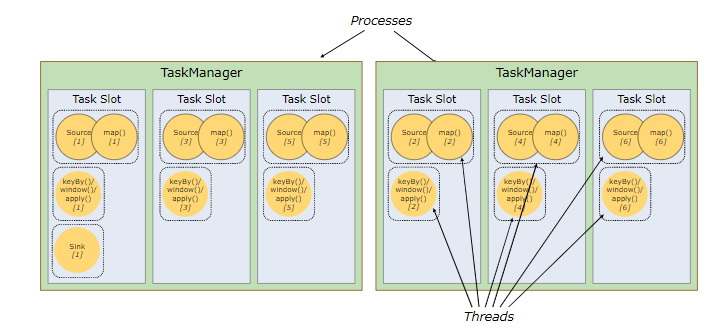 Processes
TaskManager
TaskManager
Task Slot
Task Slot
Task Slot
Task Slot
Task Slot
Task Slot
Source
[1]
map()
[1]
Source
[3]
map()
[3]
Source
[5]
map()
[5]
Source
[2]
map()
[2]
Source
[4]
map()
[4]
Source
[6]
map()
[6]
keyBy()/
window()/
apply()
[1]
keyBy()/
window()/
apply()
[3]
keyBy()/
window()/
apply()
[5]
keyBy()/
window()/
apply()
[2]
keyBy()/
window()/
apply()
[4]
keyBy()/
window()/
apply()
[6]
Sink
[1]
Threads